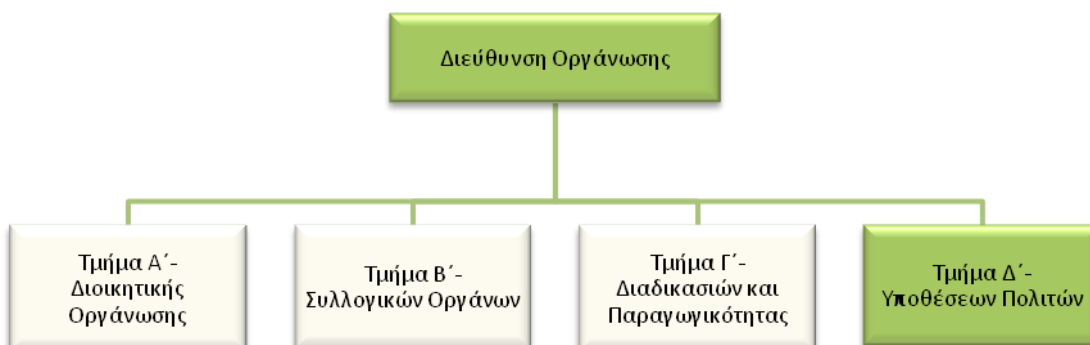 Διεύθυνση Οργάνωσης
Τμήμα Α΄-
Διοικητικής
Οργάνωσης
Τμήμα Β΄-
Συλλογικών Οργάνων
Τμήμα Γ΄-
Διαδικασιών και
Παραγωγικότητας
Τμήμα Δ΄-
Υποθέσεων Πολιτών